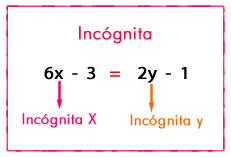 Incógnita
6x - 3 = 2y - 1
Incógnita X Incógnita y